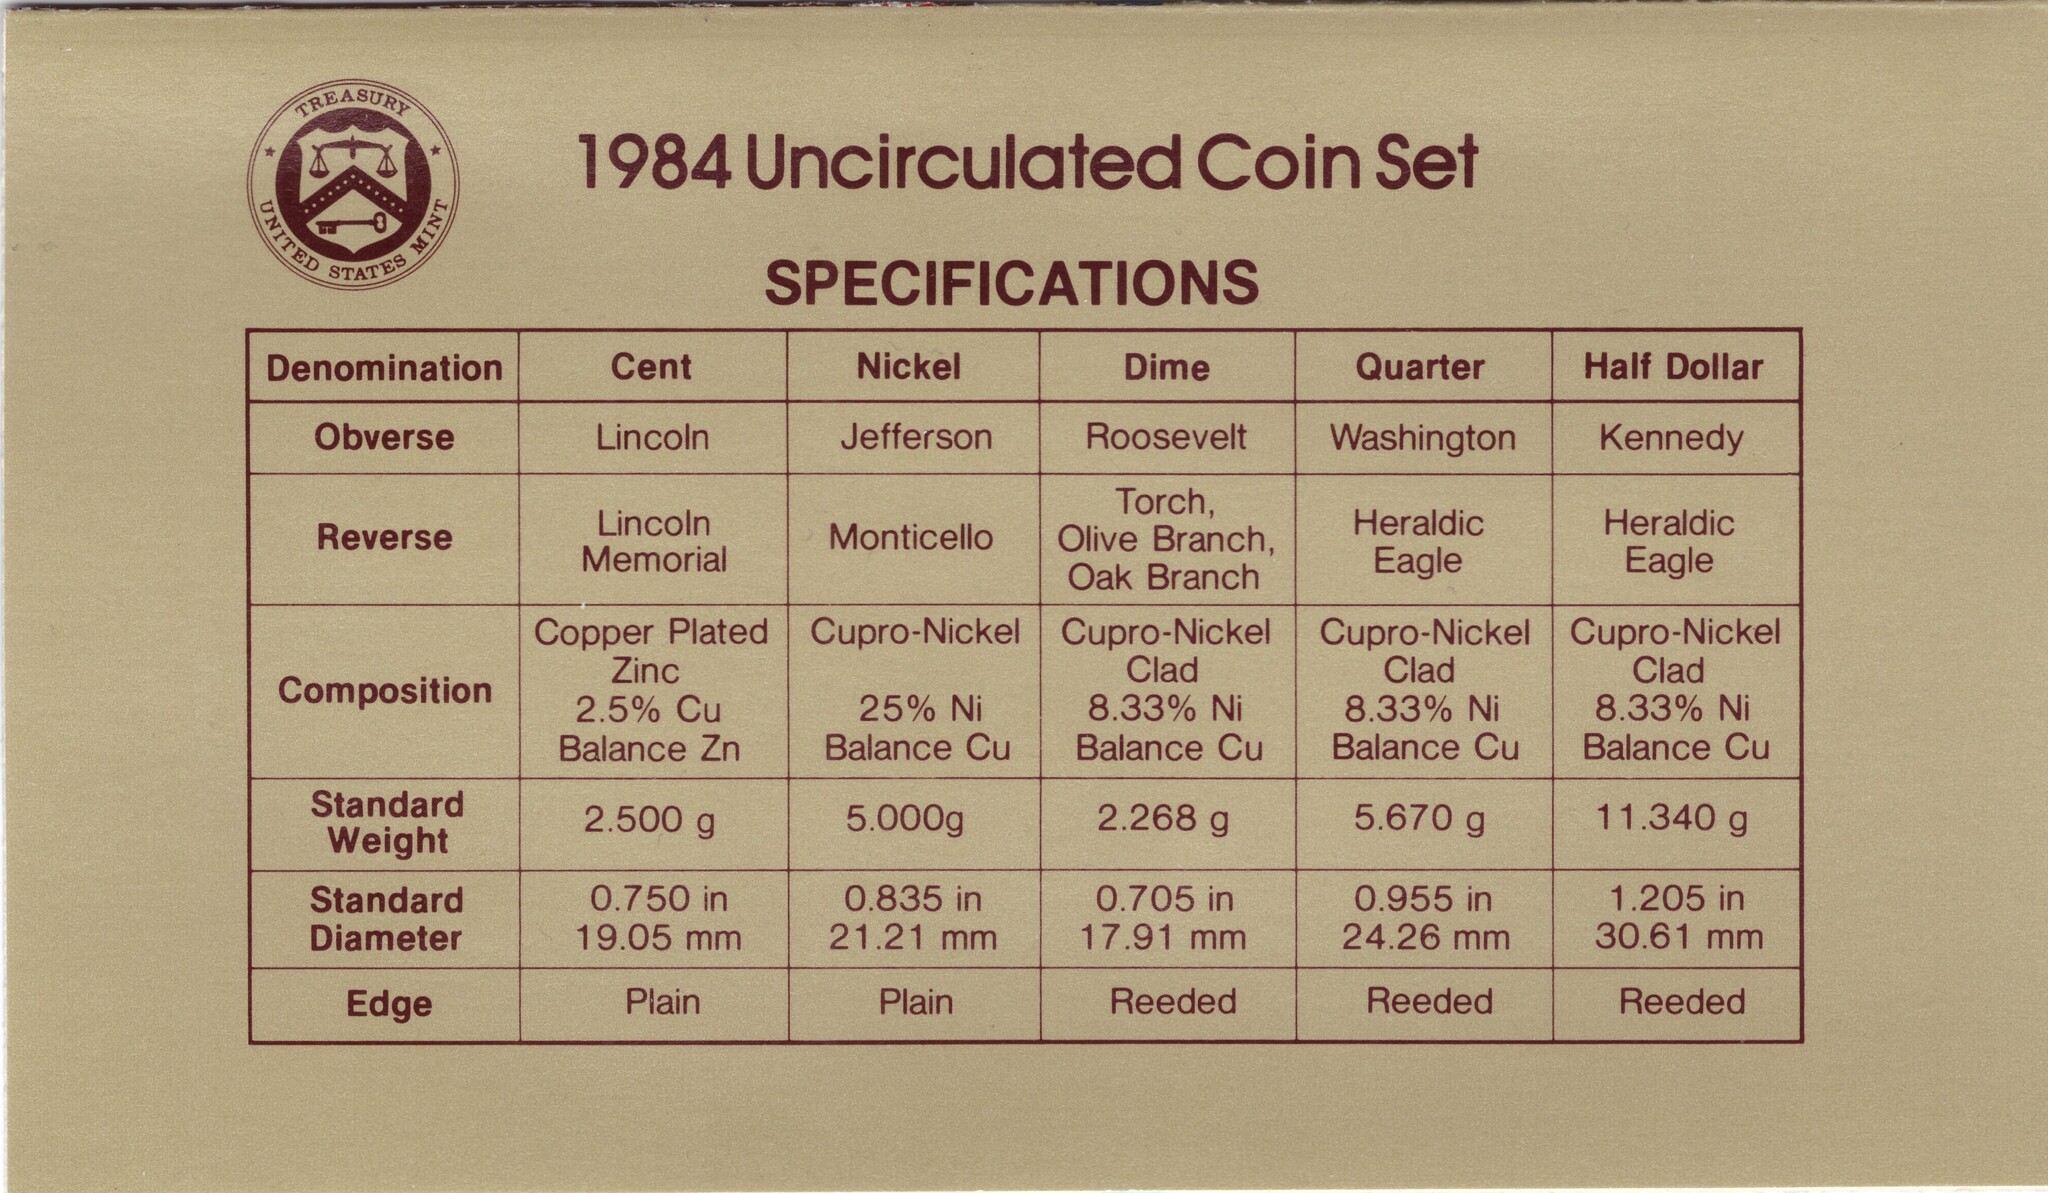 TREASURY
UNITED STATES MINT
1984 Uncirculated Coin Set
SPECIFICATIONS
Denomination Cent Nickel Dime Quarter Half Dollar
Obverse Lincoln Jefferson Roosevelt Washington Kennedy
Reverse Lincoln Memorial Monticello Torch, Olive Branch, Oak Branch Heraldic Eagle Heraldic Eagle
Composition Copper Plated Zinc 2.5% Cu Balance Zn Cupro-Nickel 25% Ni Balance Cu Cupro-Nickel Clad 8.33% Ni Balance Cu Cupro-Nickel Clad 8.33% Ni Balance Cu Cupro-Nickel Clad 8.33% Ni Balance Cu
Standard Weight 2.500 g 5.000g 2.268 g 5.670 g 11.340 g
Standard Diameter 0.750 in 19.05 mm 0.835 in 21.21 mm 0.705 in 17.91 mm 0.955 in 24.26 mm 1.205 in 30.61 mm
Edge Plain Plain Reeded Reeded Reeded